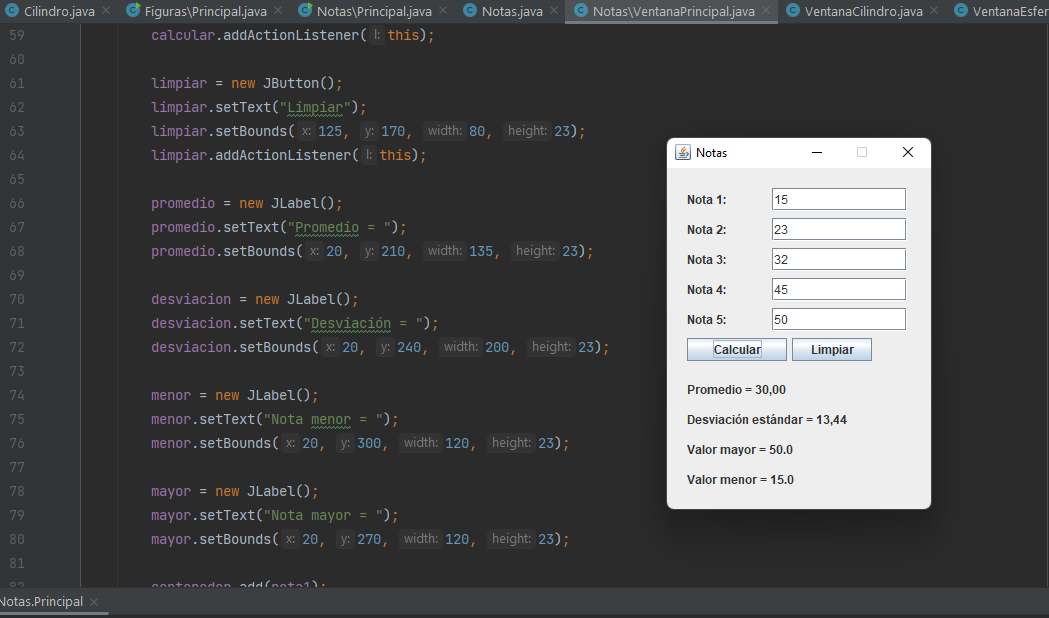 Cilindro.java Figuras\Principal.java Notas\Principal.java Notas.java Notas\VentanaPrincipal.java VentanaCilindro.java VentanaEsfer
59 calcular.addActionListener( l: this);
60
61 limpiar = new JButton();
62 limpiar.setText("Limpiar");
63 limpiar.setBounds( x: 125, y: 170, width: 80, height: 23);
64 limpiar.addActionListener( l: this);
65
66 promedio = new JLabel();
67 promedio.setText("Promedio = ");
68 promedio.setBounds( x: 20, y: 210, width: 135, height: 23);
69
70 desviacion = new JLabel();
71 desviacion.setText("Desviación = ");
72 desviacion.setBounds( x: 20, y: 240, width: 200, height: 23);
73
74 menor = new JLabel();
75 menor.setText("Nota menor = ");
76 menor.setBounds( x: 20, y: 300, width: 120, height: 23);
77
78 mayor = new JLabel();
79 mayor.setText("Nota mayor = ");
80 mayor.setBounds( x: 20, y: 270, width: 120, height: 23);
81
82 contenedor.add(nota1);
Notas
Nota 1: 15
Nota 2: 23
Nota 3: 32
Nota 4: 45
Nota 5: 50
Calcular Limpiar
Promedio = 30,00
Desviación estándar = 13,44
Valor mayor = 50.0
Valor menor = 15.0
Notas.Principal